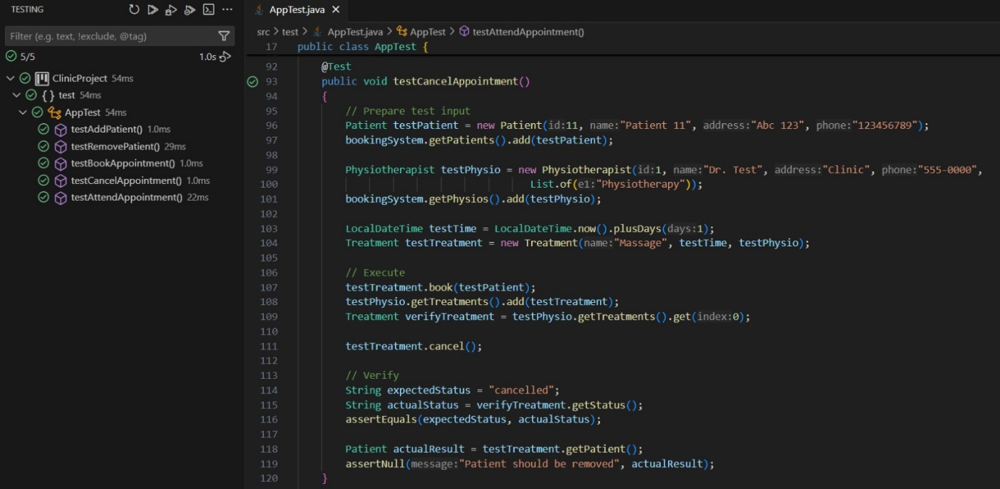 TESTING
Filter (e.g. text, !exclude, @tag)
5/5 1.0s
ClinicProject 54ms
{} test 54ms
AppTest 54ms
testAddPatient() 1.0ms
testRemovePatient() 29ms
testBookAppointment() 1.0ms
testCancelAppointment() 1.0ms
testAttendAppointment() 22ms
AppTest.java
src > test > AppTest.java > AppTest > testAttendAppointment()
17 public class AppTest {
92 @Test
93 public void testCancelAppointment()
94 {
95 // Prepare test input
96 Patient testPatient = new Patient(id:11, name:"Patient 11", address:"Abc 123", phone:"123456789");
97 bookingSystem.getPatients().add(testPatient);
98
99 Physiotherapist testPhysio = new Physiotherapist(id:1, name:"Dr. Test", address:"Clinic", phone:"555-0000",
100 List.of(e1:"Physiotherapy"));
101 bookingSystem.getPhysios().add(testPhysio);
102
103 LocalDateTime testTime = LocalDateTime.now().plusDays(days:1);
104 Treatment testTreatment = new Treatment(name:"Massage", testTime, testPhysio);
105
106 // Execute
107 testTreatment.book(testPatient);
108 testPhysio.getTreatments().add(testTreatment);
109 Treatment verifyTreatment = testPhysio.getTreatments().get(index:0);
110
111 testTreatment.cancel();
112
113 // Verify
114 String expectedStatus = "cancelled";
115 String actualStatus = verifyTreatment.getStatus();
116 assertEquals(expectedStatus, actualStatus);
117
118 Patient actualResult = testTreatment.getPatient();
119 assertNull(message:"Patient should be removed", actualResult);
120 }